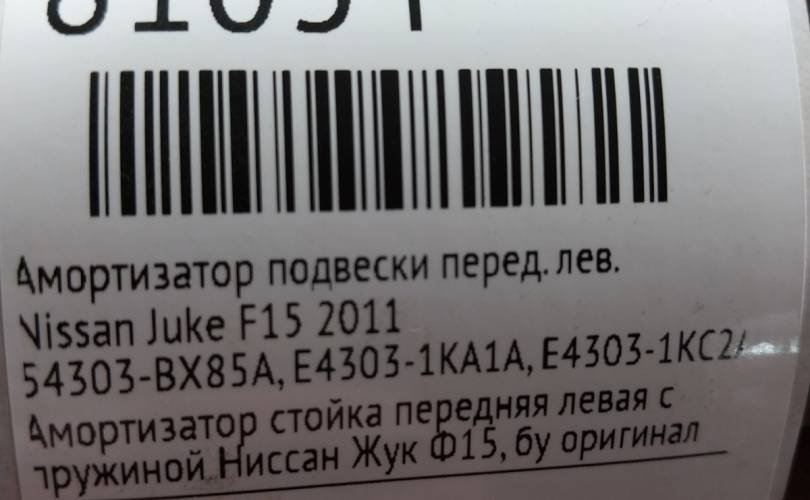 Амортизатор подвески перед. лев.
Nissan Juke F15 2011
54303-BX85A, E4303-1KA1A, E4303-1KC2A
Амортизатор стойка передняя левая с
пружиной Ниссан Жук Ф15, бу оригинал